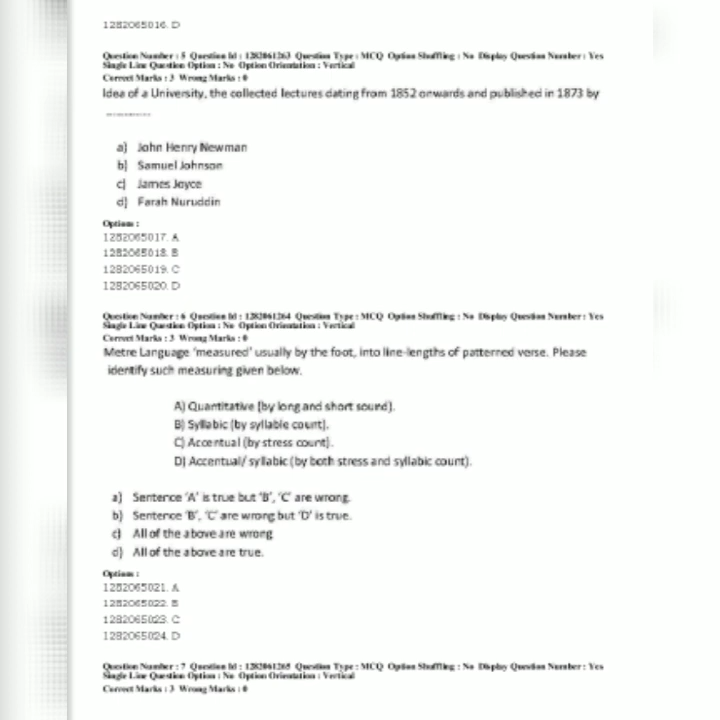 1282065016. D
Question Number : 5 Question Id : 1282061263 Question Type : MCQ Option Shuffling : No Display Question Number : Yes
Single Line Question Option : No Option Orientation : Vertical
Correct Marks : 3 Wrong Marks : 0
Idea of a University, the collected lectures dating from 1852 onwards and published in 1873 by
----------
a) John Henry Newman
b) Samuel Johnson
c) James Joyce
d) Farah Nuruddin
Options :
1282065017. A
1282065018. B
1282065019. C
1282065020. D
Question Number : 6 Question Id : 1282061264 Question Type : MCQ Option Shuffling : No Display Question Number : Yes
Single Line Question Option : No Option Orientation : Vertical
Correct Marks : 3 Wrong Marks : 0
Metre Language 'measured' usually by the foot, into line-lengths of patterned verse. Please
identify such measuring given below.
A) Quantitative (by long and short sound).
B) Syllabic (by syllable count).
C) Accentual (by stress count).
D) Accentual/ syllabic (by both stress and syllabic count).
a) Sentence 'A' is true but 'B', 'C' are wrong.
b) Sentence 'B', 'C' are wrong but 'D' is true.
c) All of the above are wrong
d) All of the above are true.
Options :
1282065021. A
1282065022. B
1282065023. C
1282065024. D
Question Number : 7 Question Id : 1282061265 Question Type : MCQ Option Shuffling : No Display Question Number : Yes
Single Line Question Option : No Option Orientation : Vertical
Correct Marks : 3 Wrong Marks : 0